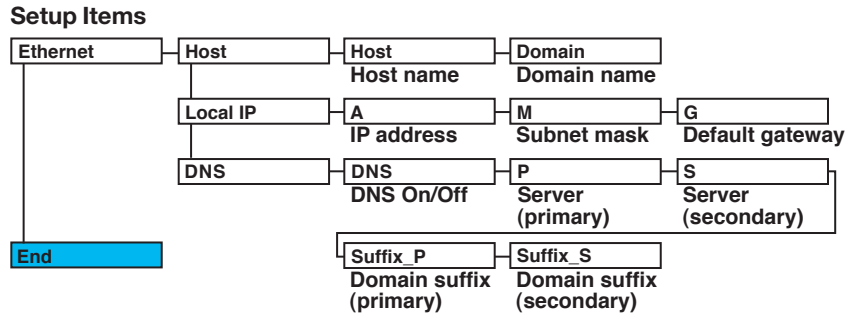 Setup Items
Ethernet Host Host Domain
Host name Domain name
Local IP A M G
IP address Subnet mask Default gateway
DNS DNS P S
DNS On/Off Server Server
(primary) (secondary)
End Suffix_P Suffix_S
Domain suffix Domain suffix
(primary) (secondary)